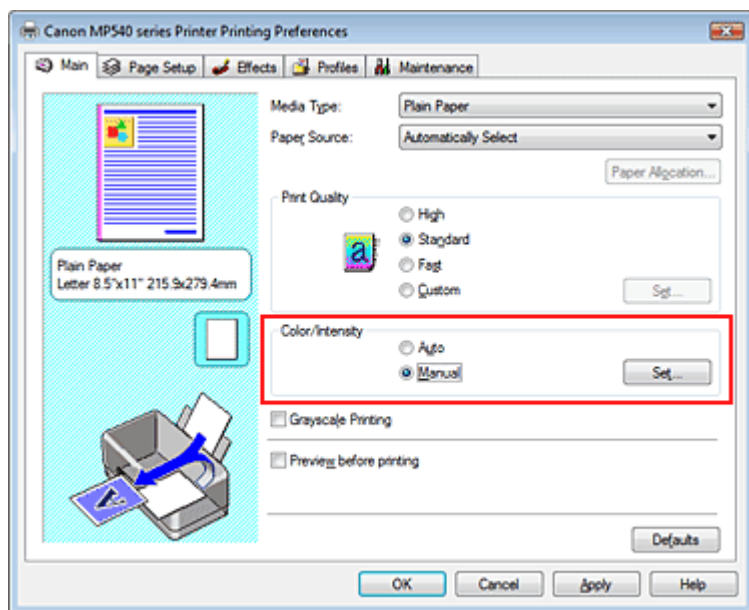 Canon MP540 series Printer Printing Preferences
Main
Page Setup
Effects
Profiles
Maintenance
Media Type:
Plain Paper
Paper Source:
Automatically Select
Paper Allocation...
Print Quality
High
Standard
Fast
Custom
Set...
a
Plain Paper
Letter 8.5"x11" 215.9x279.4mm
Color/Intensity
Auto
Manual
Set...
Grayscale Printing
Preview before printing
A
Defaults
OK
Cancel
Apply
Help